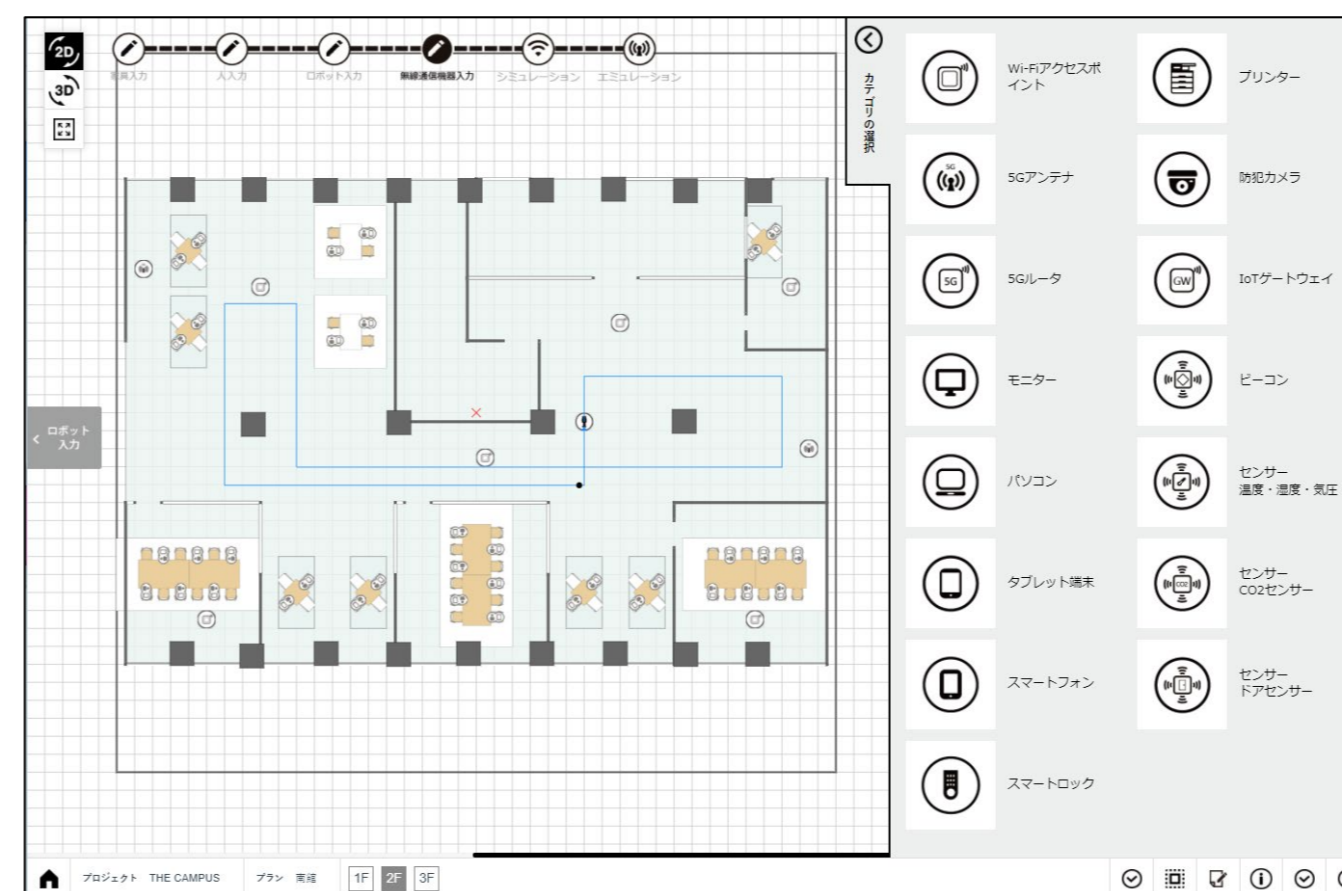 2D
3D
家具入力
人入力
ロボット入力
無線通信機器入力
シミュレーション
エミュレーション
ロボット
入力
カテゴリの選択
Wi-Fiアクセスポ
イント
プリンター
5G
5Gアンテナ
防犯カメラ
5G
5Gルータ
GW
IoTゲートウェイ
モニター
ビーコン
パソコン
センサー
温度・湿度・気圧
タブレット端末
CO2
センサー
CO2センサー
スマートフォン
センサー
ドアセンサー
スマートロック
プロジェクト THE CAMPUS
プラン
1F
2F
3F